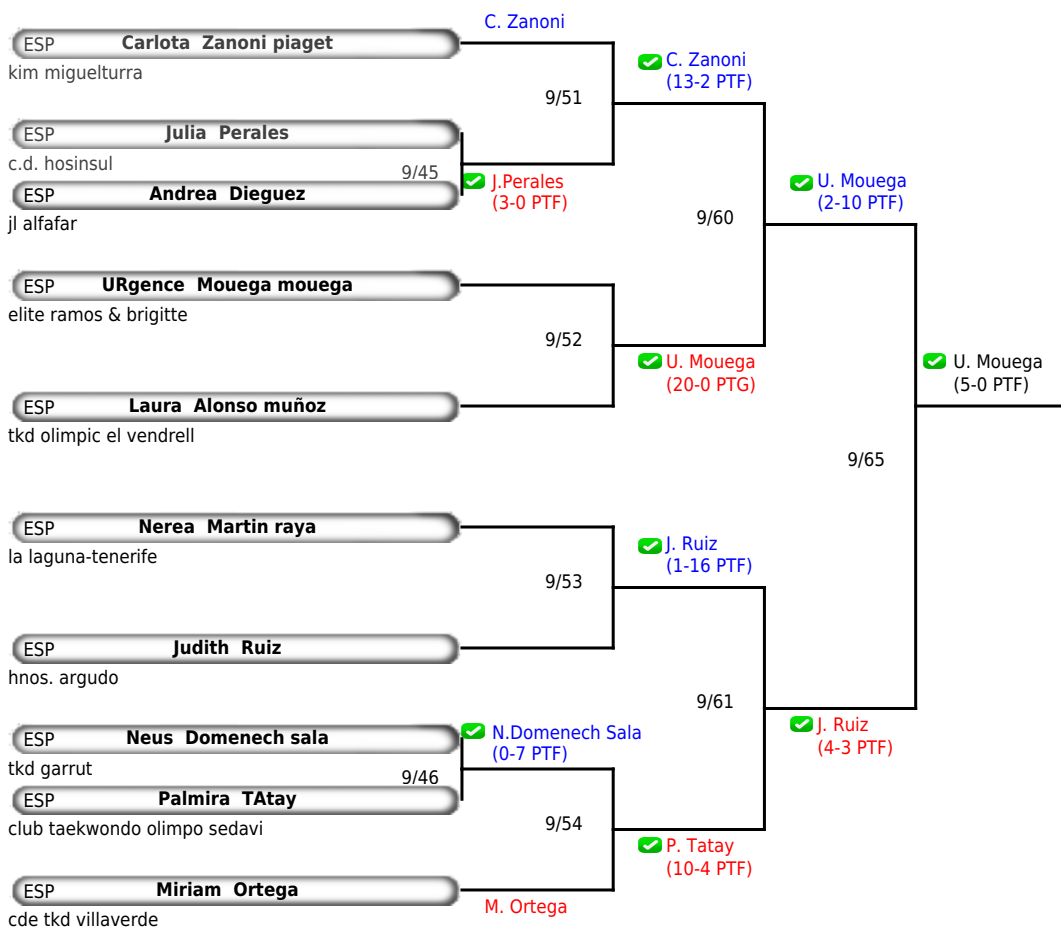 C. Zanoni
ESP Carlota Zanoni piaget
kim miguelturra
C. Zanoni
(13-2 PTF)
9/51
ESP Julia Perales
c.d. hosinsul
9/45
J.Perales
(3-0 PTF)
ESP Andrea Dieguez
jl alfafar
U. Mouega
(2-10 PTF)
9/60
ESP URgence Mouega mouega
elite ramos & brigitte
9/52
U. Mouega
(20-0 PTG)
U. Mouega
(5-0 PTF)
ESP Laura Alonso muñoz
tkd olimpic el vendrell
9/65
ESP Nerea Martin raya
la laguna-tenerife
J. Ruiz
(1-16 PTF)
9/53
ESP Judith Ruiz
hnos. argudo
9/61
J. Ruiz
(4-3 PTF)
ESP Neus Domenech sala
tkd garrut
N.Domenech Sala
(0-7 PTF)
9/46
ESP Palmira TAtay
club taekwondo olimpo sedavi
9/54
P. Tatay
(10-4 PTF)
ESP Miriam Ortega
cde tkd villaverde
M. Ortega